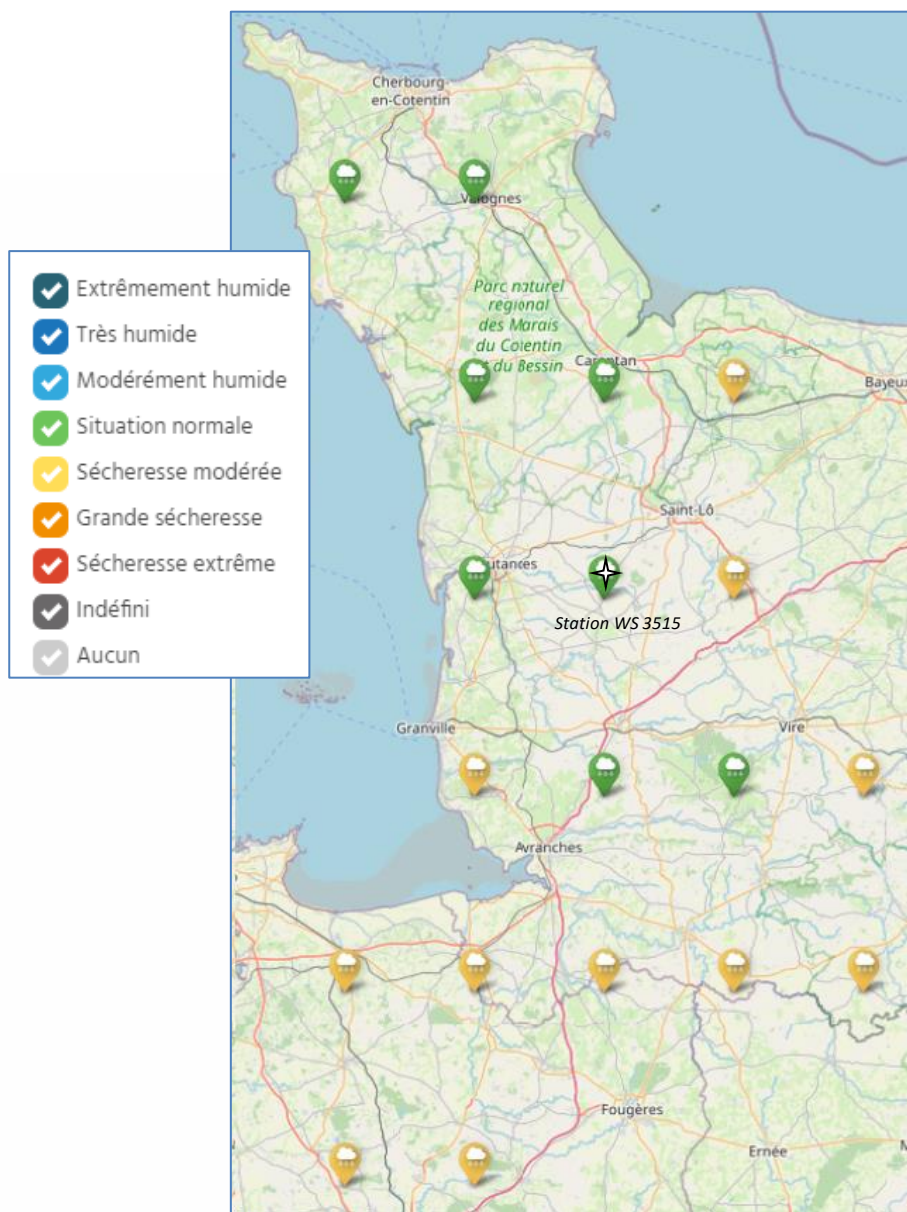 Cherbourg-
en-Cotentin
Valognes
Extrêmement humide
Très humide
Modérément humide
Situation normale
Sécheresse modérée
Grande sécheresse
Sécheresse extrême
Indéfini
Aucun
Parc naturel
régional
des Marais
du Cotentin
et du Bessin
Carentan
Bayeux
Saint-Lô
utances
Station WS 3515
Granville
Vire
Avranches
Fougères
Ernée
M